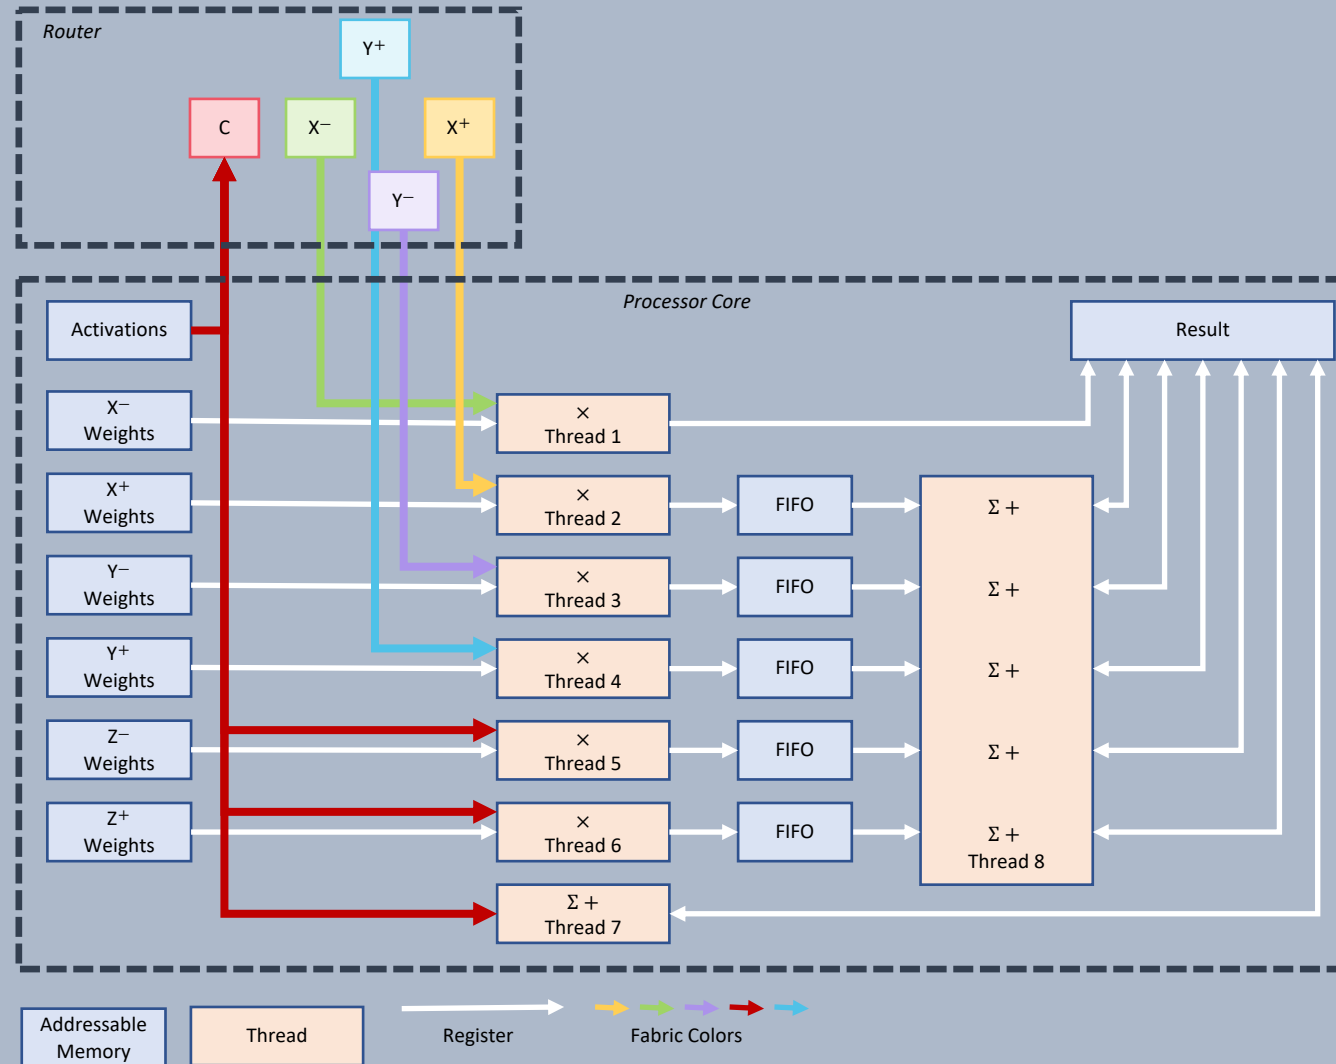 Router
Y⁺
C
X⁻
X⁺
Y⁻
Processor Core
Activations
Result
X⁻
Weights
×
Thread 1
X⁺
Weights
×
Thread 2
FIFO
Σ +
Y⁻
Weights
×
Thread 3
FIFO
Σ +
Y⁺
Weights
×
Thread 4
FIFO
Σ +
Z⁻
Weights
×
Thread 5
FIFO
Σ +
Z⁺
Weights
×
Thread 6
FIFO
Σ +
Thread 8
Σ +
Thread 7
Addressable
Memory
Thread
Register
Fabric Colors